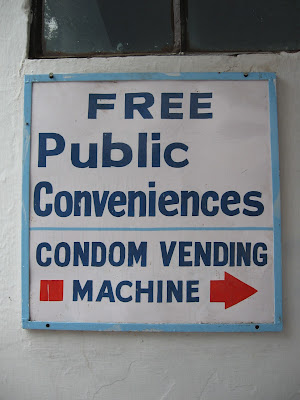 FREE
Public
Conveniences
CONDOM VENDING
MACHINE